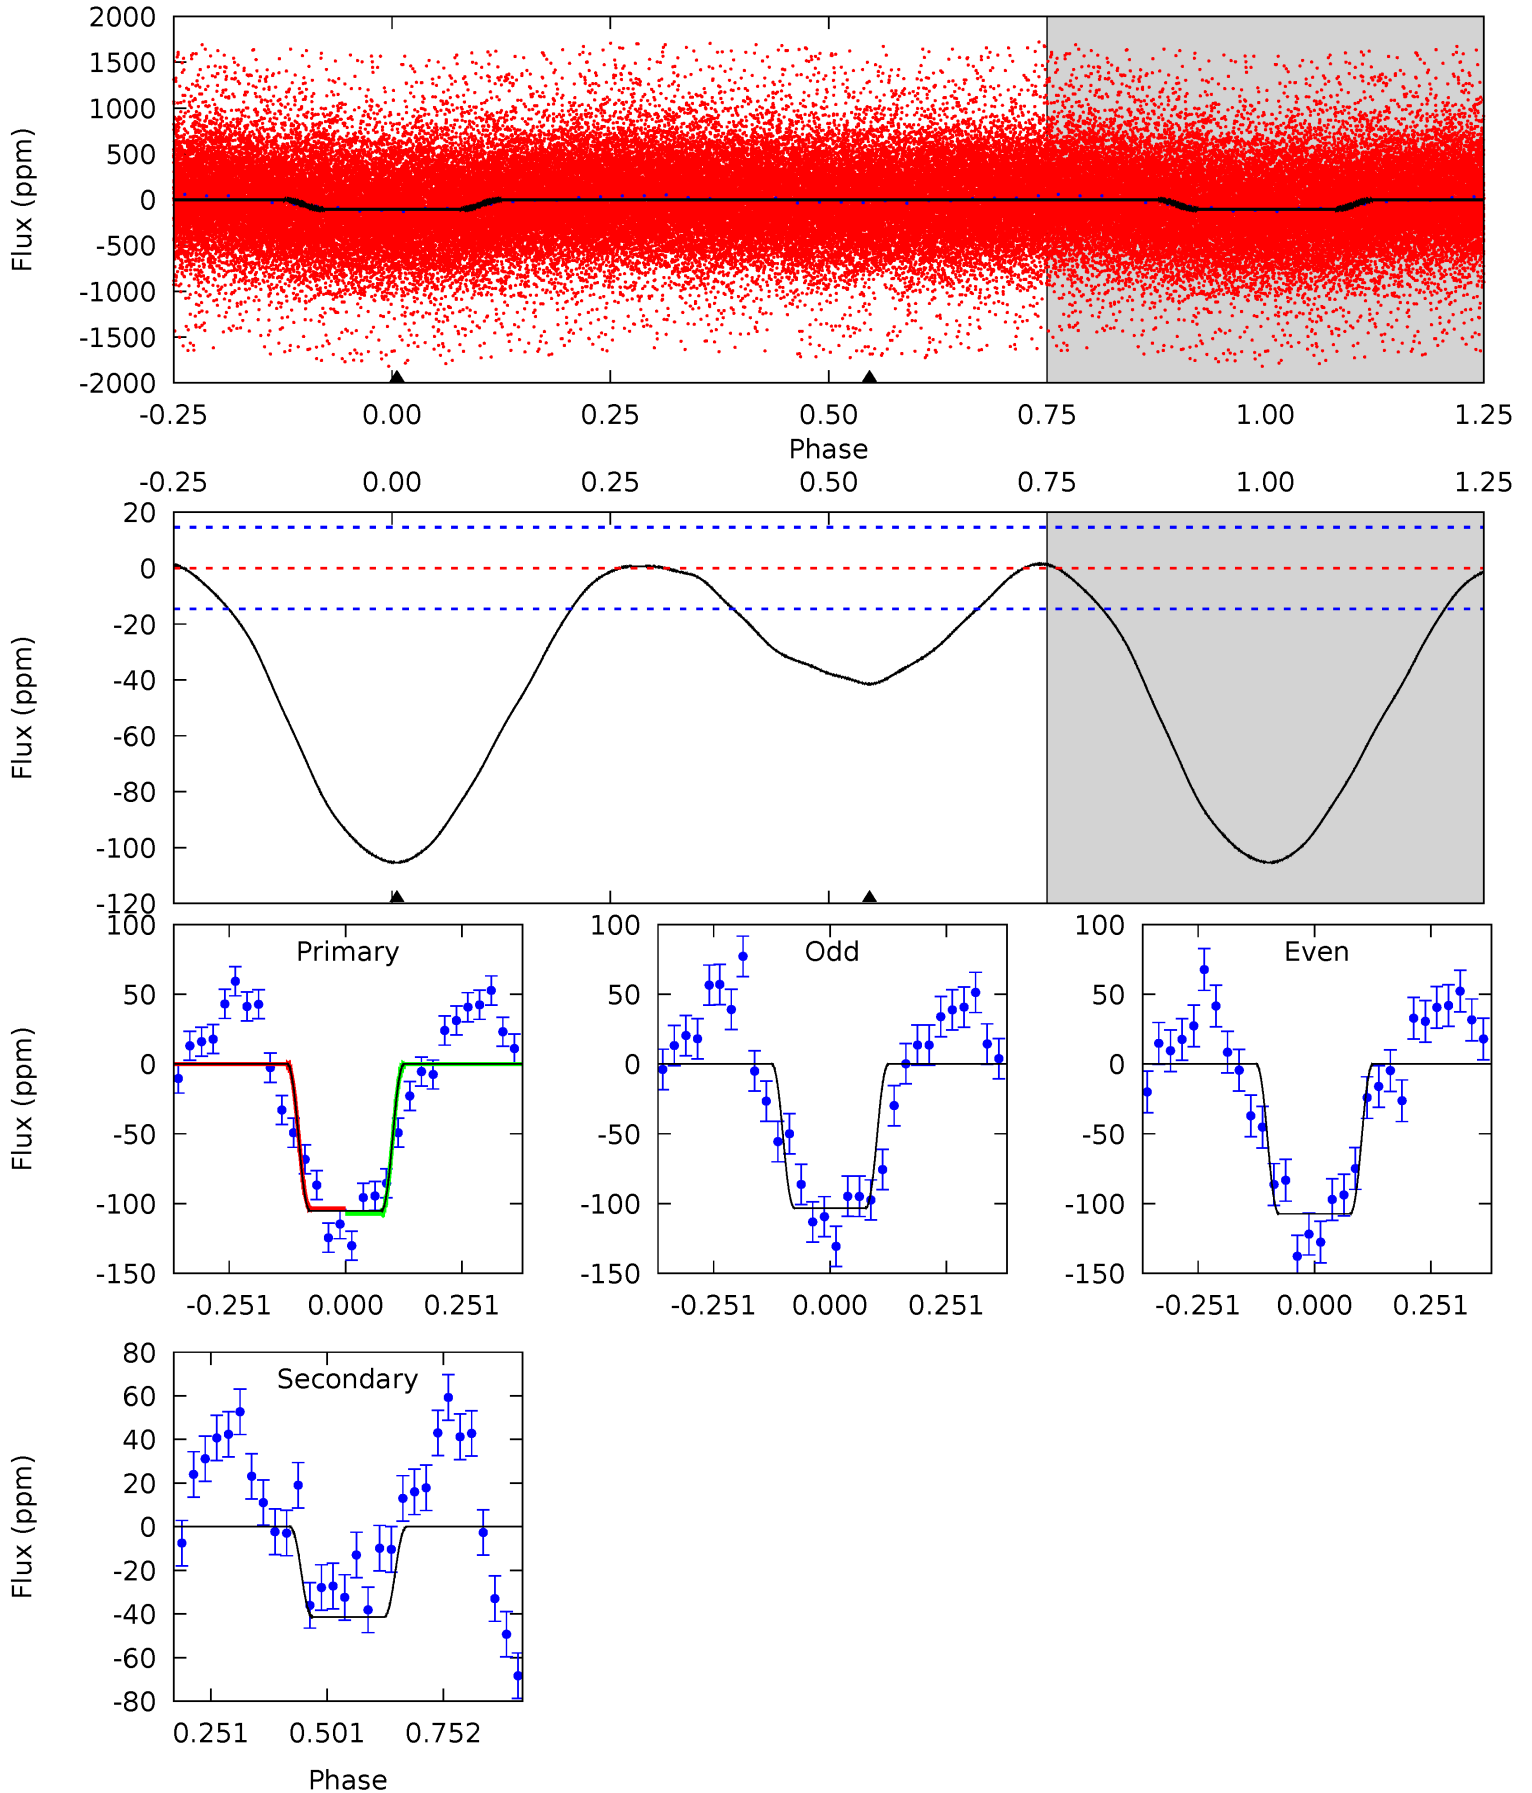 2000
1500
1000
500
0
-500
-1000
-1500
-2000
Flux (ppm)
-0.25 0.00 0.25 0.50 0.75 1.00 1.25
Phase
-0.25 0.00 0.25 0.50 0.75 1.00 1.25
20
0
-20
-40
-60
-80
-100
-120
Flux (ppm)
Primary Odd Even
100 100 100
50 50 50
0 0 0
-50 -50 -50
-100 -100 -100
-150 -150 -150
Flux (ppm)
-0.251 0.000 0.251 -0.251 0.000 0.251 -0.251 0.000 0.251
Secondary
80
60
40
20
0
-20
-40
-60
-80
Flux (ppm)
0.251 0.501 0.752
Phase